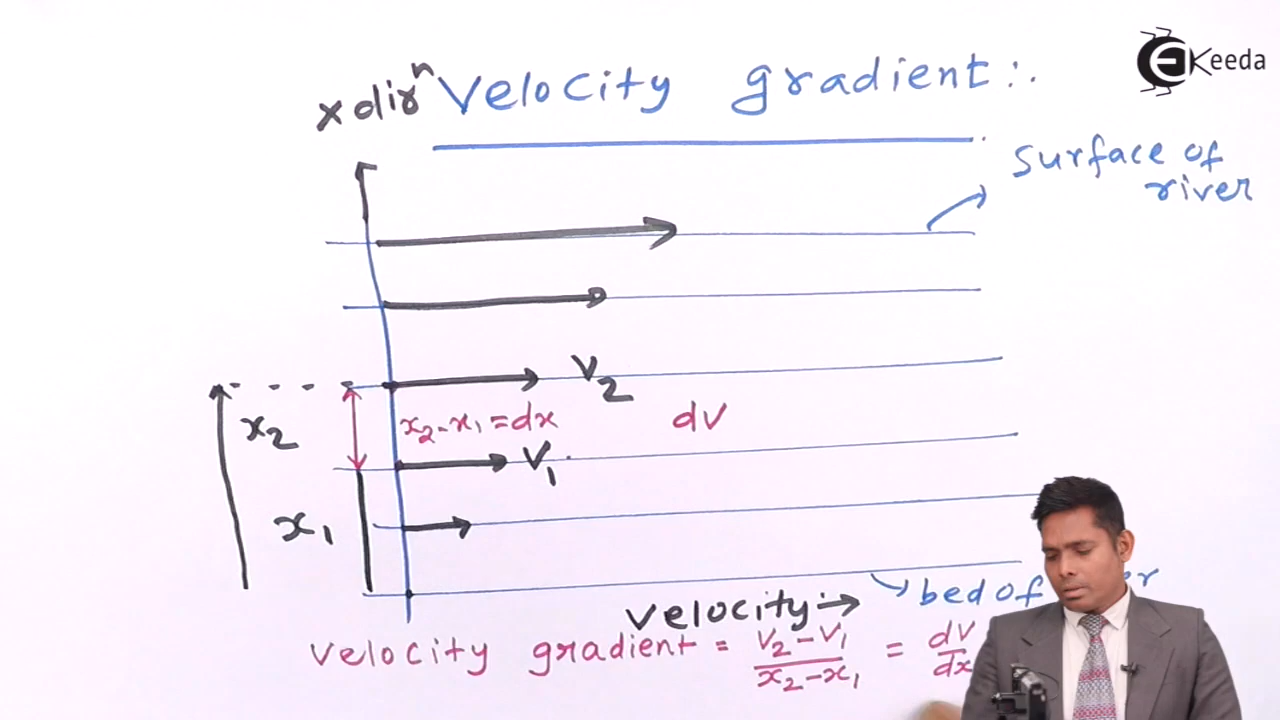 EKeeda
x dirⁿ Velocity gradient:.
Surface of
river
V₂
x₂
x₂-x₁=dx dV
V₁
x₁
bed of
Velocity→
Velocity gradient = V₂-V₁/x₂-x₁ = dV/dx